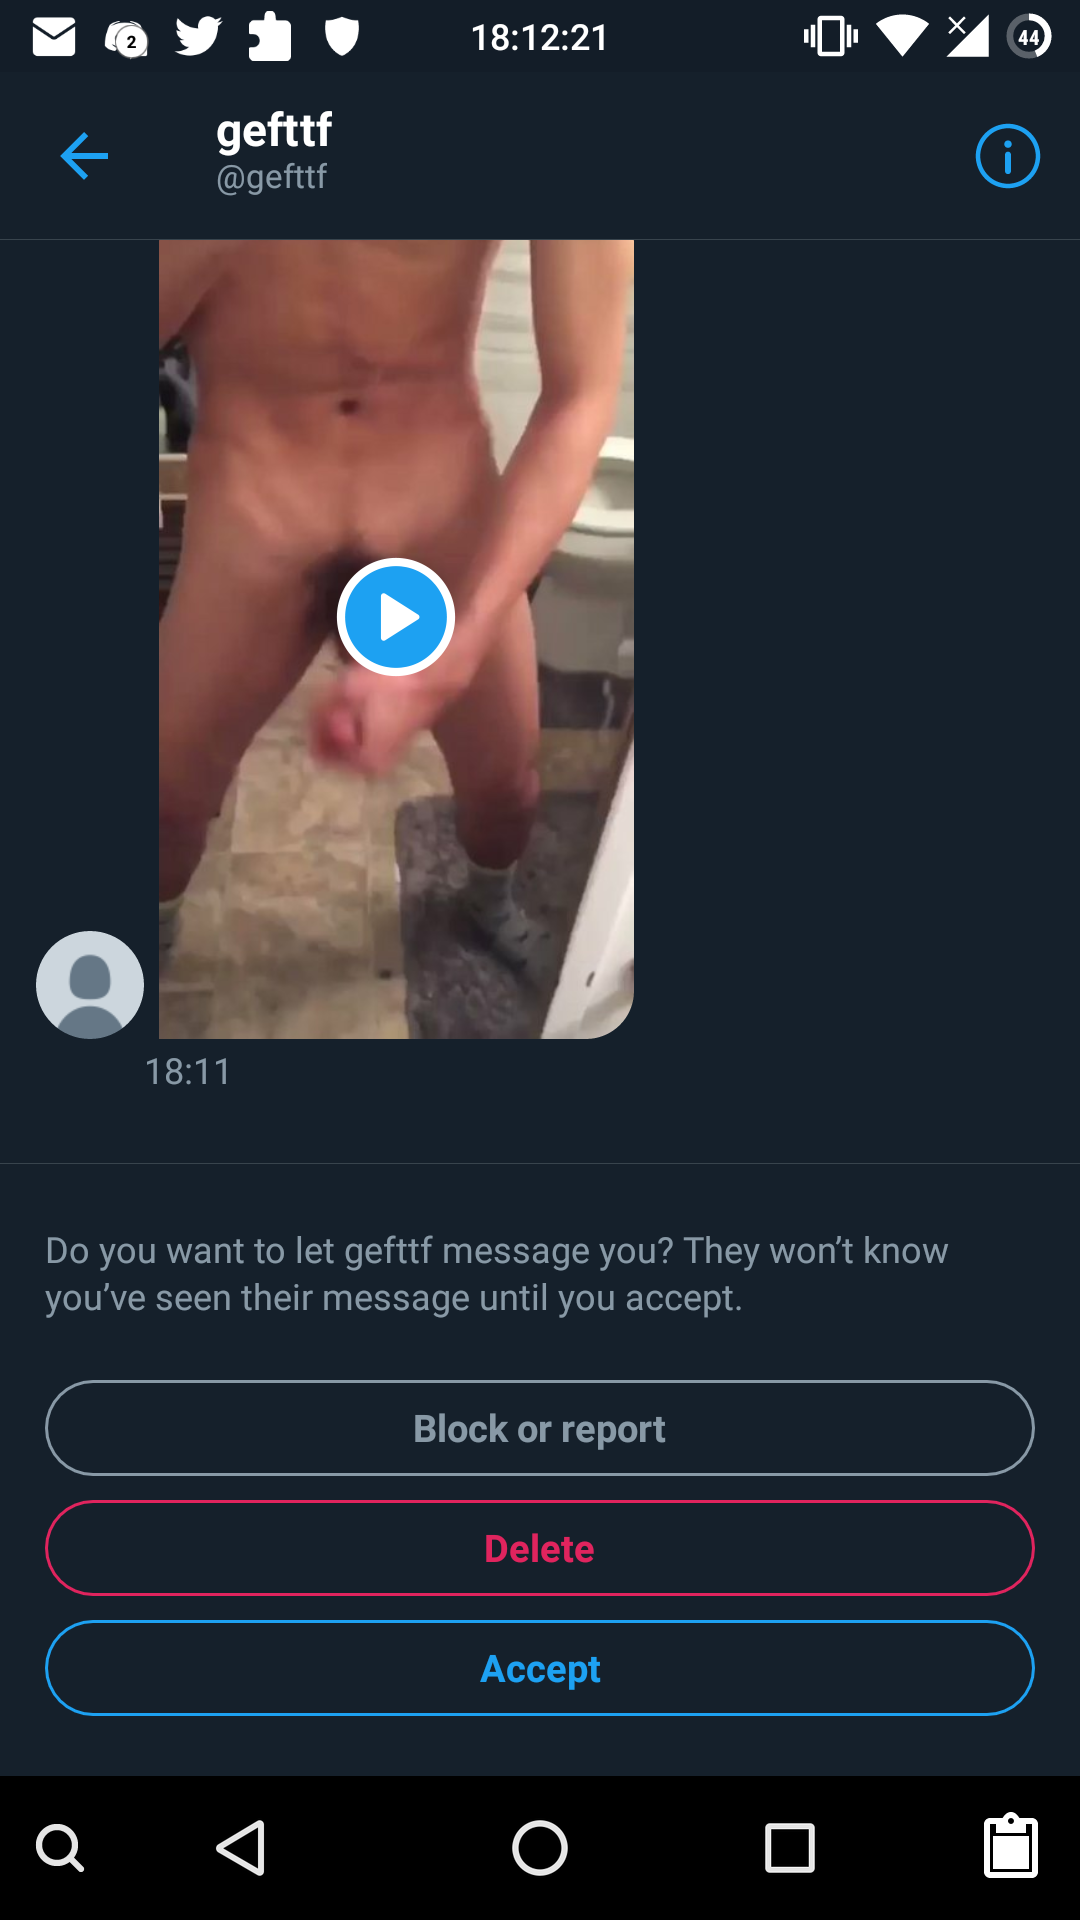 2
18:12:21
44
gefttf
@gefttf
18:11
Do you want to let gefttf message you? They won’t know
you’ve seen their message until you accept.
Block or report
Delete
Accept